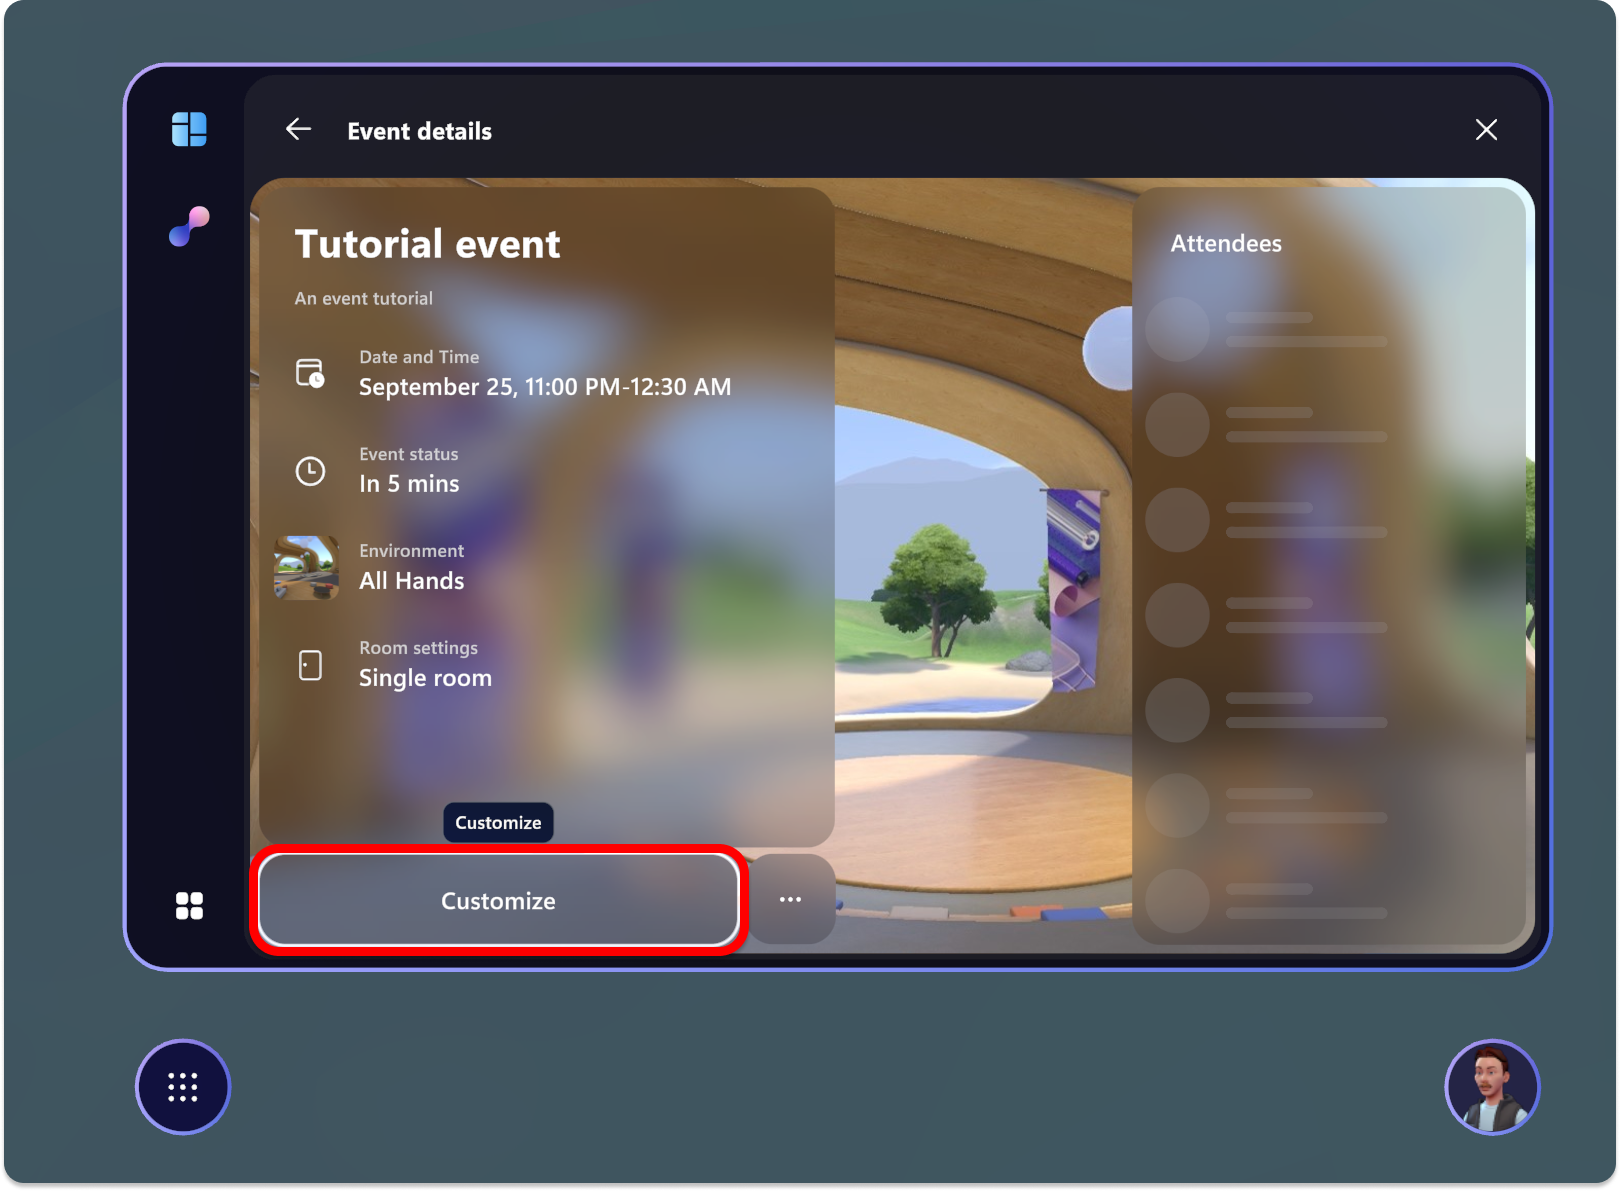 Event details
Tutorial event
An event tutorial
Date and Time
September 25, 11:00 PM-12:30 AM
Event status
In 5 mins
Environment
All Hands
Room settings
Single room
Customize
Customize
Attendees